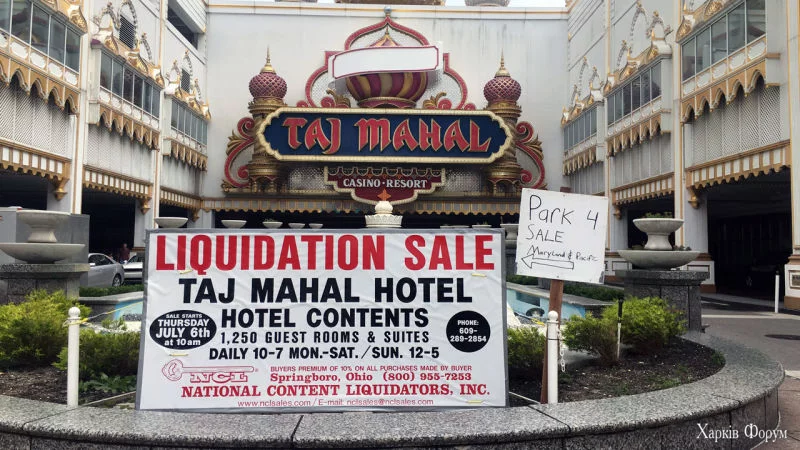 TAJ MAHAL
CASINO • RESORT
Park 4
SALE
Maryland & Pacific
LIQUIDATION SALE
TAJ MAHAL HOTEL
HOTEL CONTENTS
1,250 GUEST ROOMS & SUITES
DAILY 10-7 MON.-SAT./SUN. 12-5
SALE STARTS
THURSDAY
JULY 6th
at 10 am
PHONE:
609-
289-2854
NCL
BUYERS PREMIUM OF 10% ON ALL PURCHASES MADE BY BUYER
Springboro, Ohio (800) 955-7253
NATIONAL CONTENT LIQUIDATORS, INC.
www.nclsales.com / E-mail: nclsales@nclsales.com
Харків Форум